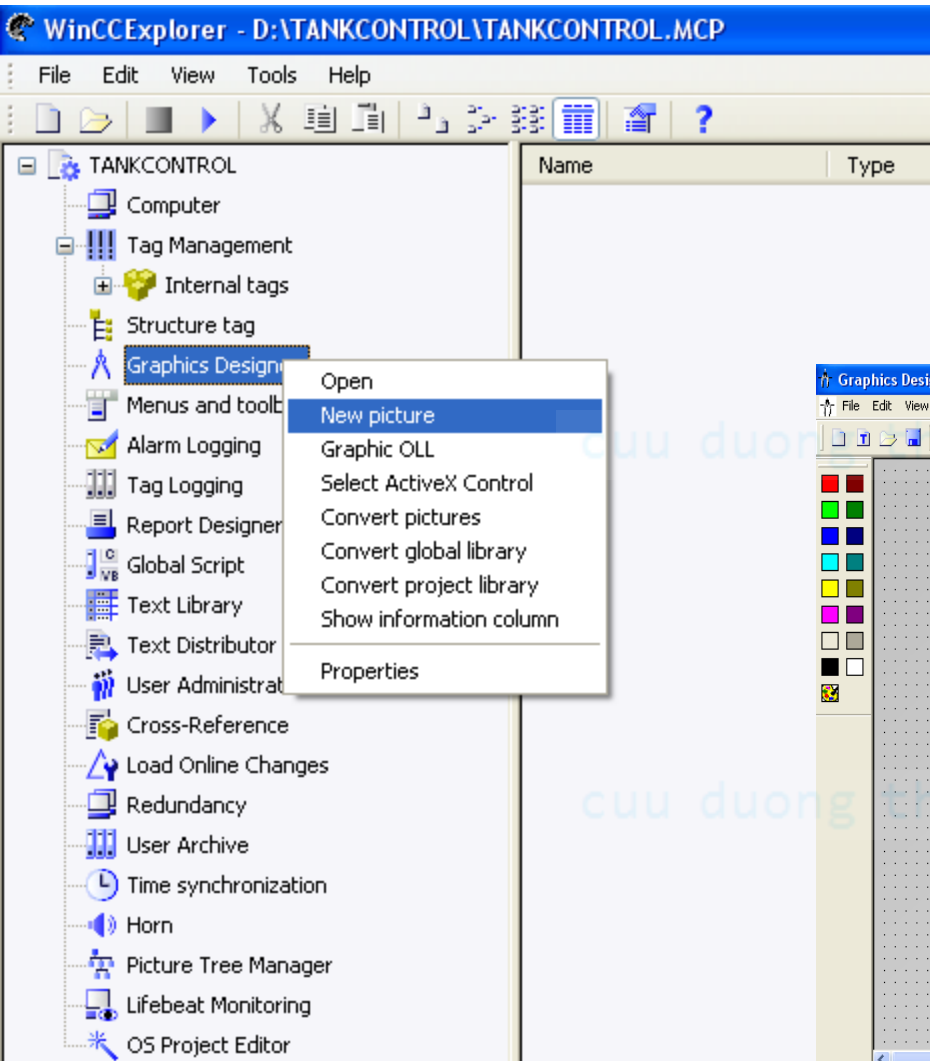 WinCCExplorer - D:\TANKCONTROL\TANKCONTROL.MCP
File Edit View Tools Help
TANKCONTROL
Name Type
Computer
Tag Management
Internal tags
Structure tag
Graphics Design
Open
New picture
Graphic OLL
Select ActiveX Control
Convert pictures
Convert global library
Convert project library
Show information column
Properties
Menus and toolb
Alarm Logging
Tag Logging
Report Designer
Global Script
Text Library
Text Distributor
User Administrat
Cross-Reference
Load Online Changes
Redundancy
User Archive
Time synchronization
Horn
Picture Tree Manager
Lifebeat Monitoring
OS Project Editor
Graphics Desi
File Edit View
cuu duong th
cuu duong th